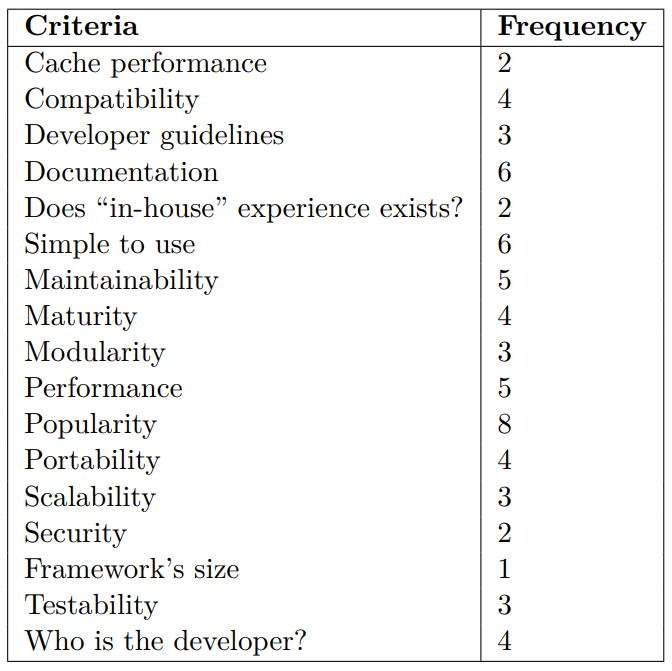 Criteria Frequency
Cache performance 2
Compatibility 4
Developer guidelines 3
Documentation 6
Does “in-house” experience exists? 2
Simple to use 6
Maintainability 5
Maturity 4
Modularity 3
Performance 5
Popularity 8
Portability 4
Scalability 3
Security 2
Framework’s size 1
Testability 3
Who is the developer? 4